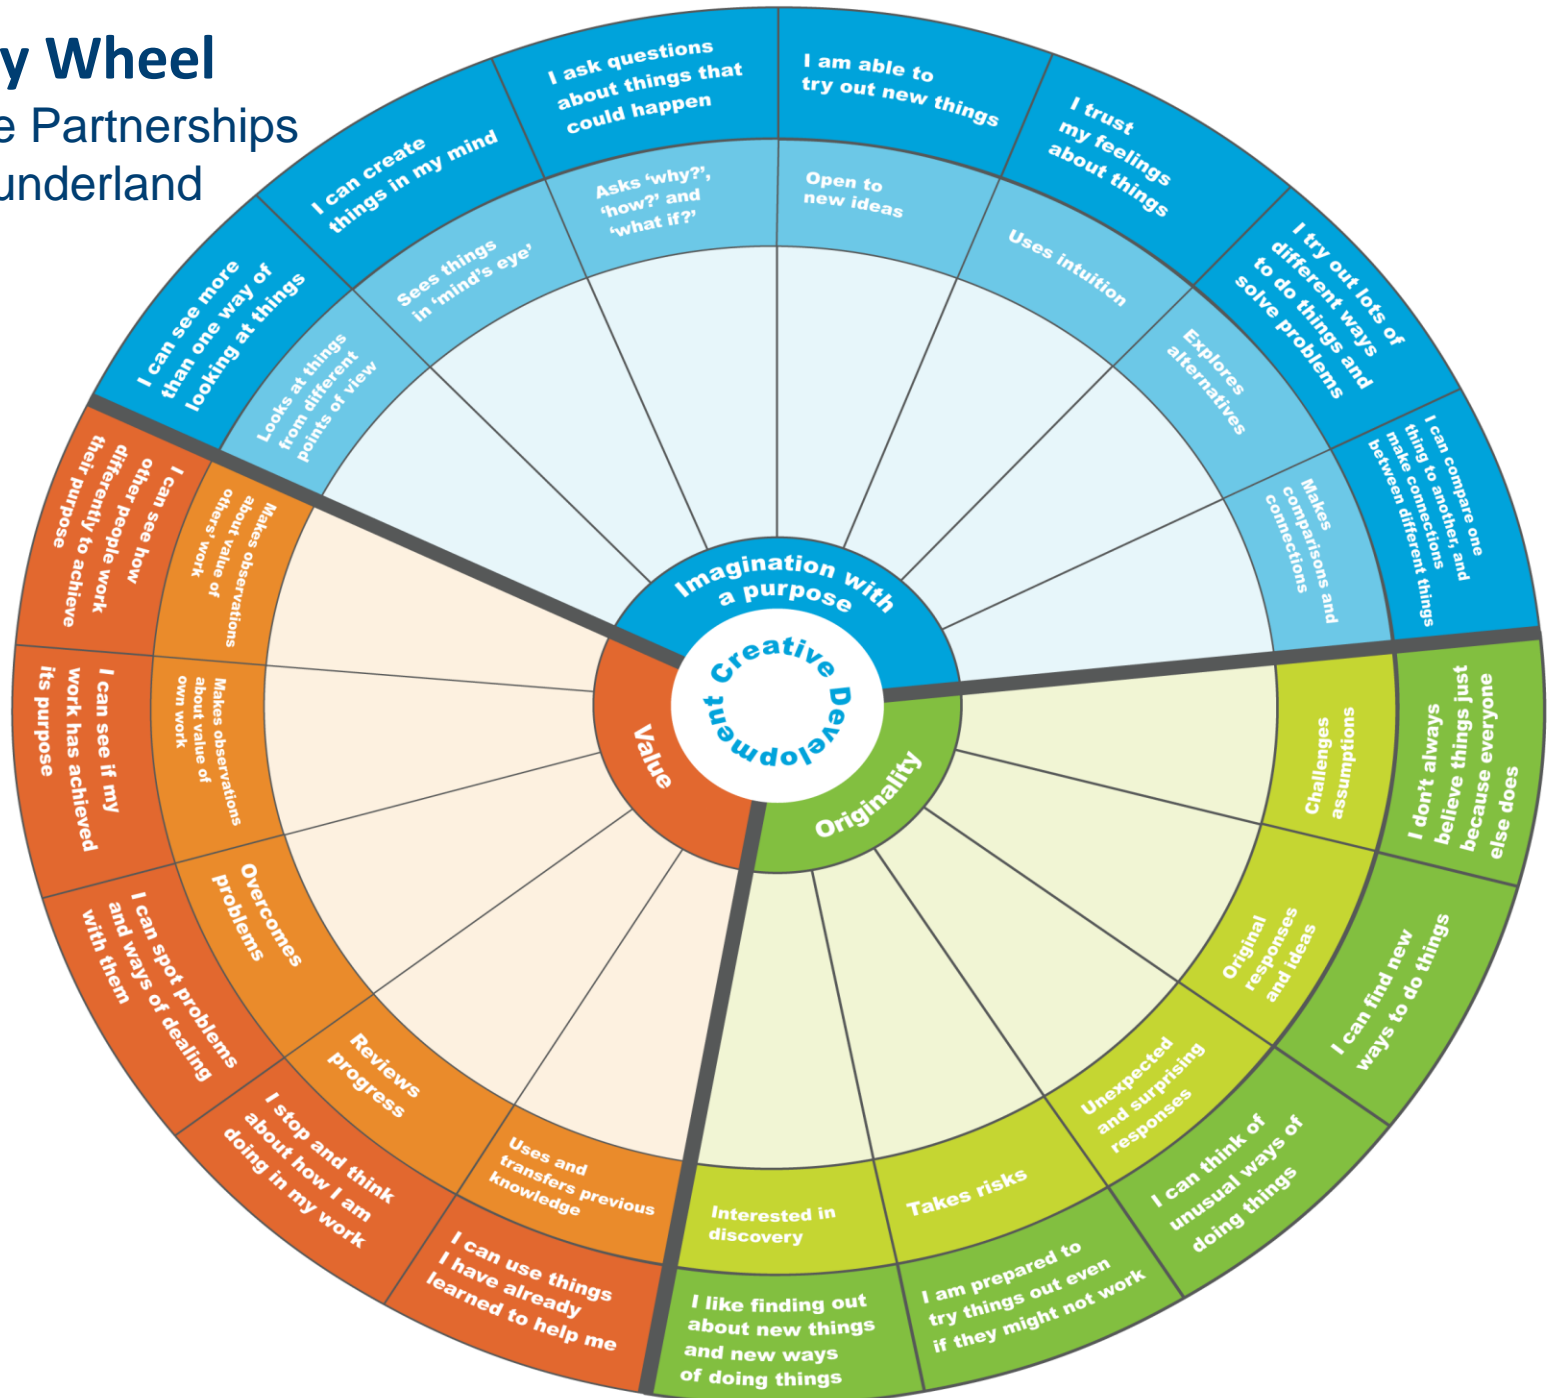 y Wheel
e Partnerships
underland
I can see more
than one way of
looking at things
I can create
things in my mind
I ask questions
about things that
could happen
I am able to
try out new things
I trust
my feelings
about things
I try out lots of
different ways
to do things and
solve problems
I can compare one
thing to another, and
make connections
between different things
Looks at things
from different
points of view
Sees things
in ‘mind’s eye’
Asks ‘why?’,
‘how?’ and
‘what if?’
Open to
new ideas
Uses intuition
Explores
alternatives
Makes
comparisons and
connections
Imagination with
a purpose
Creative Development
Originality
Challenges
assumptions
Original
responses
and ideas
Unexpected
and surprising
responses
Takes risks
Interested in
discovery
I don’t always
believe things just
because everyone
else does
I can find new
ways to do things
I can think of
unusual ways of
doing things
I am prepared to
try things out even
if they might not work
I like finding out
about new things
and new ways
of doing things
Value
Uses and
transfers previous
knowledge
Reviews
progress
Overcomes
problems
Makes observations
about value of
own work
Makes observations
about value of
others’ work
I can use things
I have already
learned to help me
I stop and think
about how I am
doing in my work
I can spot problems
and ways of dealing
with them
I can see if my
work has achieved
its purpose
I can see how
other people work
differently to achieve
their purpose